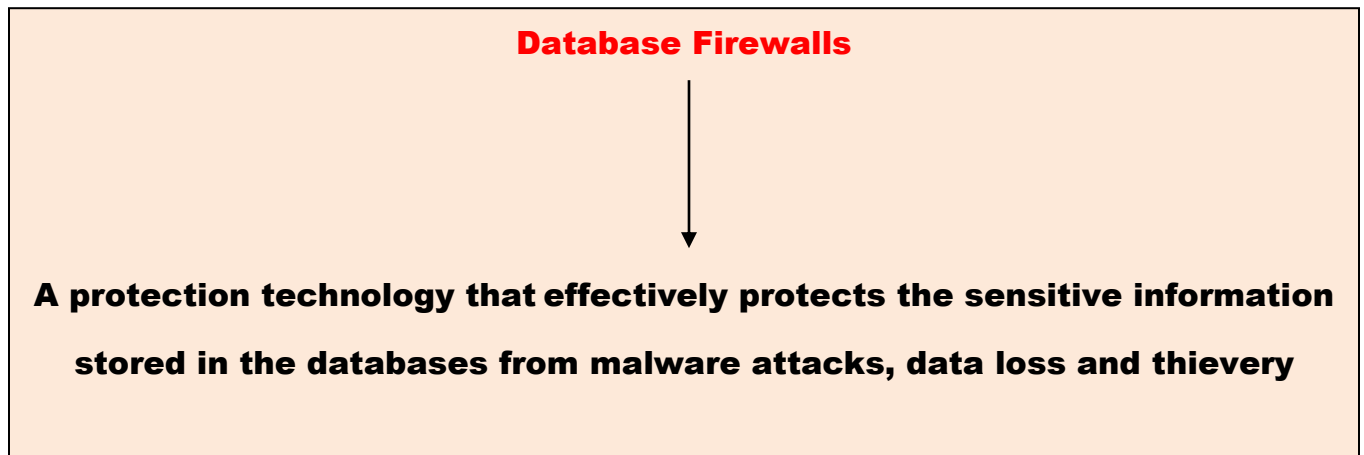 Database Firewalls
A protection technology that effectively protects the sensitive information
stored in the databases from malware attacks, data loss and thievery